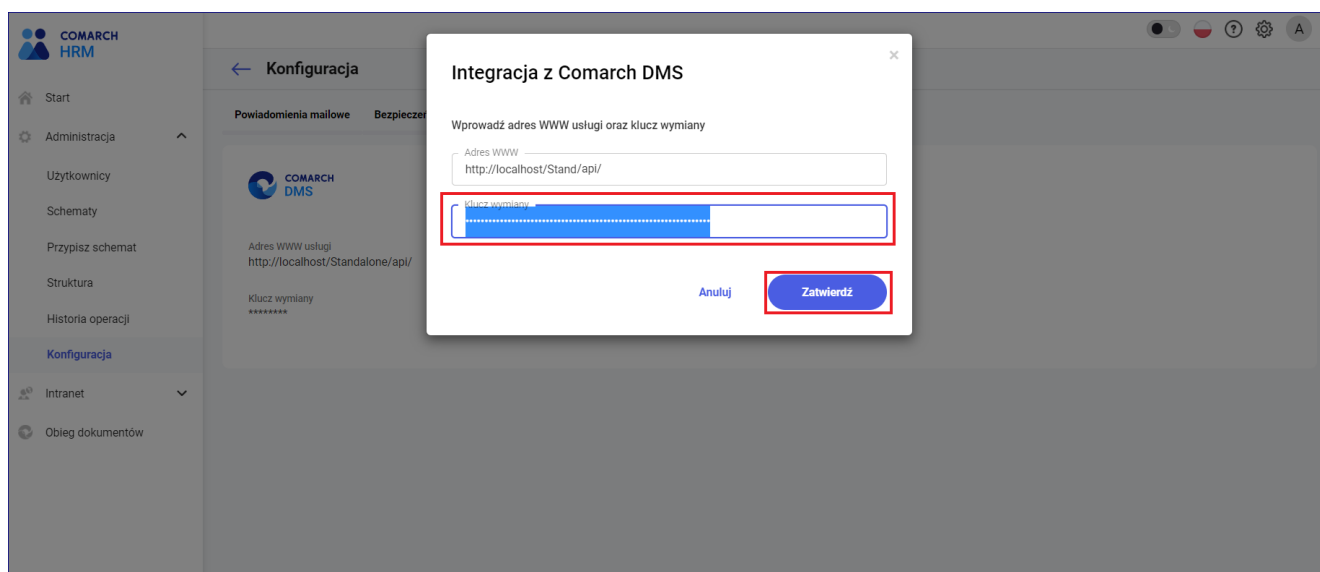 COMARCH
HRM
A
Konfiguracja
Start
Powiadomienia mailowe
Administracja
Użytkownicy
COMARCH
DMS
Schematy
Przypisz schemat
Adres WWW usługi
http://localhost/Standalone/api/
Struktura
Klucz wymiany
********
Historia operacji
Konfiguracja
Intranet
Obieg dokumentów
Integracja z Comarch DMS
×
Wprowadź adres WWW usługi oraz klucz wymiany
Adres WWW
http://localhost/Stand/api/
Klucz wymiany
Anuluj
Zatwierdź